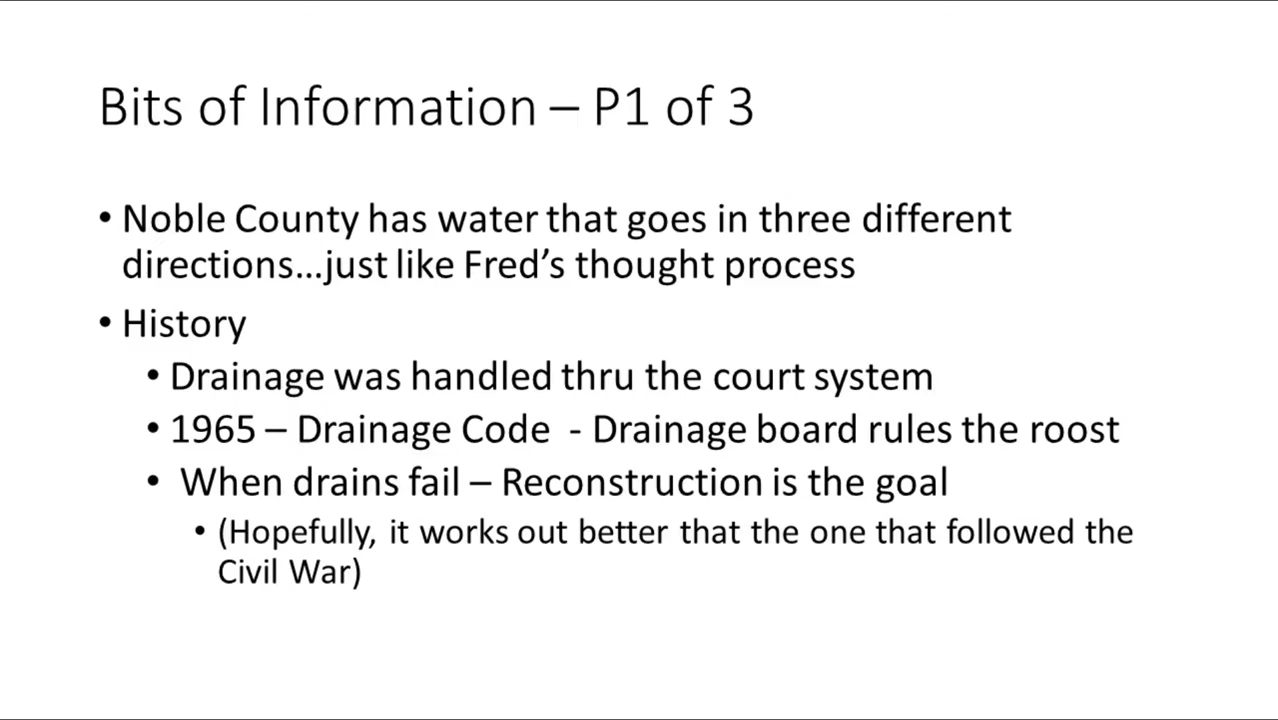 Bits of Information – P1 of 3
• Noble County has water that goes in three different
directions…just like Fred’s thought process
• History
• Drainage was handled thru the court system
• 1965 – Drainage Code  - Drainage board rules the roost
• When drains fail – Reconstruction is the goal
• (Hopefully, it works out better that the one that followed the
Civil War)